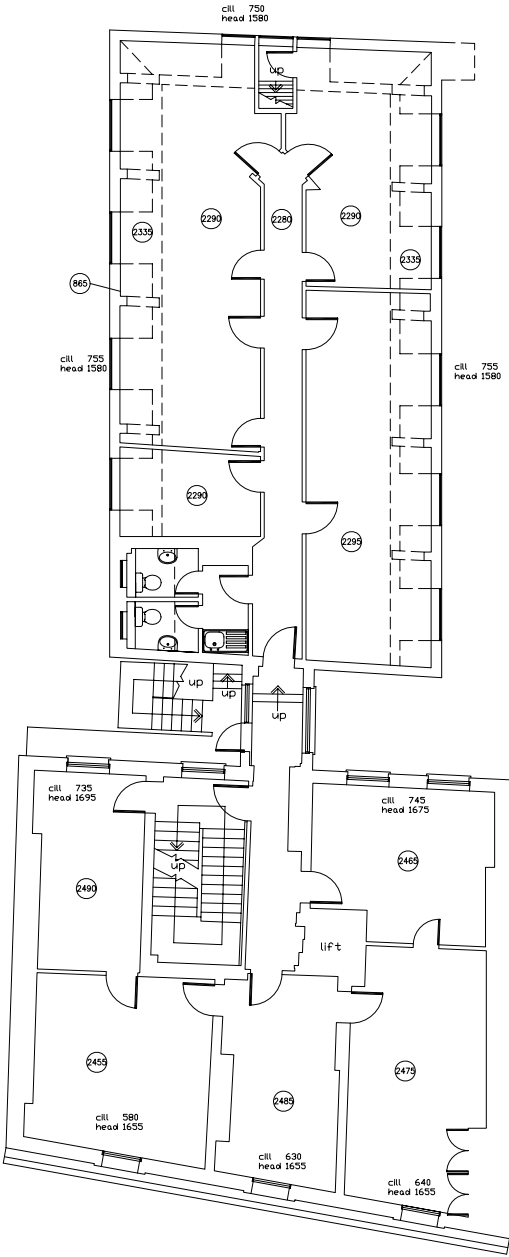 cill 750
head 1580
up
2290
2280
2290
2335
2335
865
cill 755
head 1580
cill 755
head 1580
2290
2295
up
up
up
cill 735
head 1695
cill 745
head 1675
2465
up
2490
lift
2455
2485
2475
cill 580
head 1655
cill 630
head 1655
cill 640
head 1655